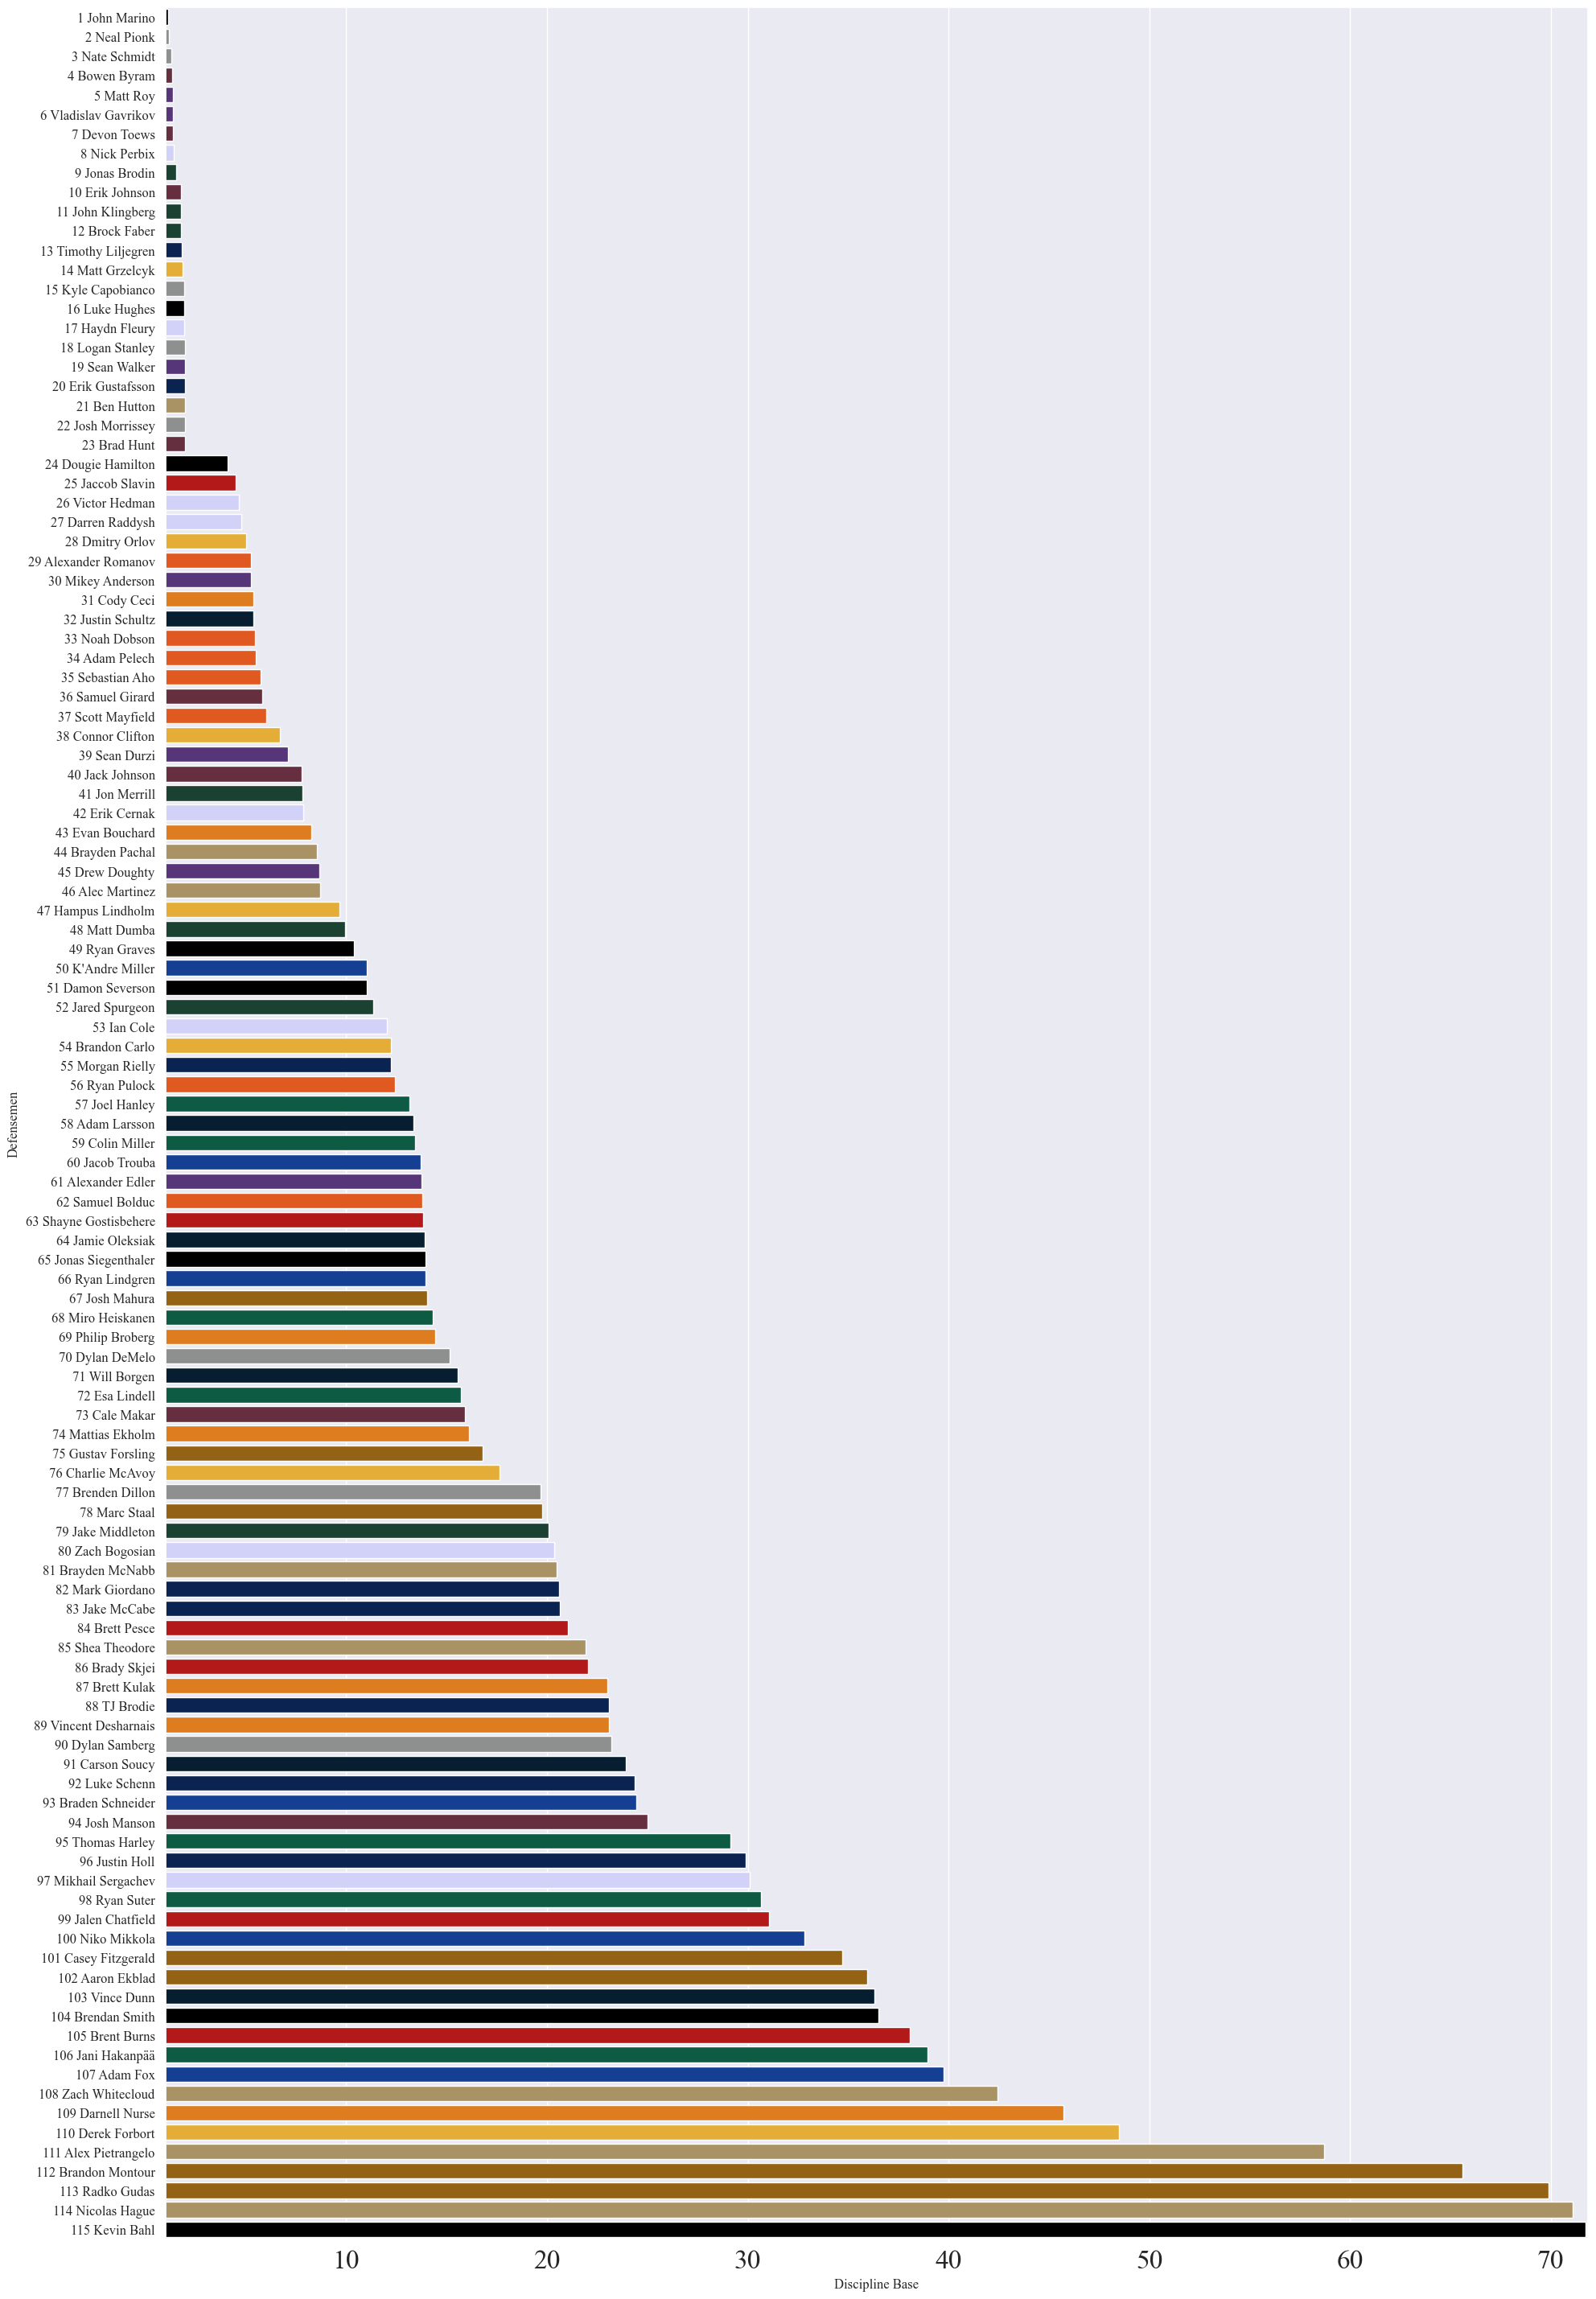 1 John Marino
2 Neal Pionk
3 Nate Schmidt
4 Bowen Byram
5 Matt Roy
6 Vladislav Gavrikov
7 Devon Toews
8 Nick Perbix
9 Jonas Brodin
10 Erik Johnson
11 John Klingberg
12 Brock Faber
13 Timothy Liljegren
14 Matt Grzelcyk
15 Kyle Capobianco
16 Luke Hughes
17 Haydn Fleury
18 Logan Stanley
19 Sean Walker
20 Erik Gustafsson
21 Ben Hutton
22 Josh Morrissey
23 Brad Hunt
24 Dougie Hamilton
25 Jaccob Slavin
26 Victor Hedman
27 Darren Raddysh
28 Dmitry Orlov
29 Alexander Romanov
30 Mikey Anderson
31 Cody Ceci
32 Justin Schultz
33 Noah Dobson
34 Adam Pelech
35 Sebastian Aho
36 Samuel Girard
37 Scott Mayfield
38 Connor Clifton
39 Sean Durzi
40 Jack Johnson
41 Jon Merrill
42 Erik Cernak
43 Evan Bouchard
44 Brayden Pachal
45 Drew Doughty
46 Alec Martinez
47 Hampus Lindholm
48 Matt Dumba
49 Ryan Graves
50 K'Andre Miller
51 Damon Severson
52 Jared Spurgeon
53 Ian Cole
54 Brandon Carlo
55 Morgan Rielly
56 Ryan Pulock
57 Joel Hanley
58 Adam Larsson
59 Colin Miller
60 Jacob Trouba
61 Alexander Edler
62 Samuel Bolduc
63 Shayne Gostisbehere
64 Jamie Oleksiak
65 Jonas Siegenthaler
66 Ryan Lindgren
67 Josh Mahura
68 Miro Heiskanen
69 Philip Broberg
70 Dylan DeMelo
71 Will Borgen
72 Esa Lindell
73 Cale Makar
74 Mattias Ekholm
75 Gustav Forsling
76 Charlie McAvoy
77 Brenden Dillon
78 Marc Staal
79 Jake Middleton
80 Zach Bogosian
81 Brayden McNabb
82 Mark Giordano
83 Jake McCabe
84 Brett Pesce
85 Shea Theodore
86 Brady Skjei
87 Brett Kulak
88 TJ Brodie
89 Vincent Desharnais
90 Dylan Samberg
91 Carson Soucy
92 Luke Schenn
93 Braden Schneider
94 Josh Manson
95 Thomas Harley
96 Justin Holl
97 Mikhail Sergachev
98 Ryan Suter
99 Jalen Chatfield
100 Niko Mikkola
101 Casey Fitzgerald
102 Aaron Ekblad
103 Vince Dunn
104 Brendan Smith
105 Brent Burns
106 Jani Hakanpää
107 Adam Fox
108 Zach Whitecloud
109 Darnell Nurse
110 Derek Forbort
111 Alex Pietrangelo
112 Brandon Montour
113 Radko Gudas
114 Nicolas Hague
115 Kevin Bahl
Defensemen
10 20 30 40 50 60 70
Discipline Base